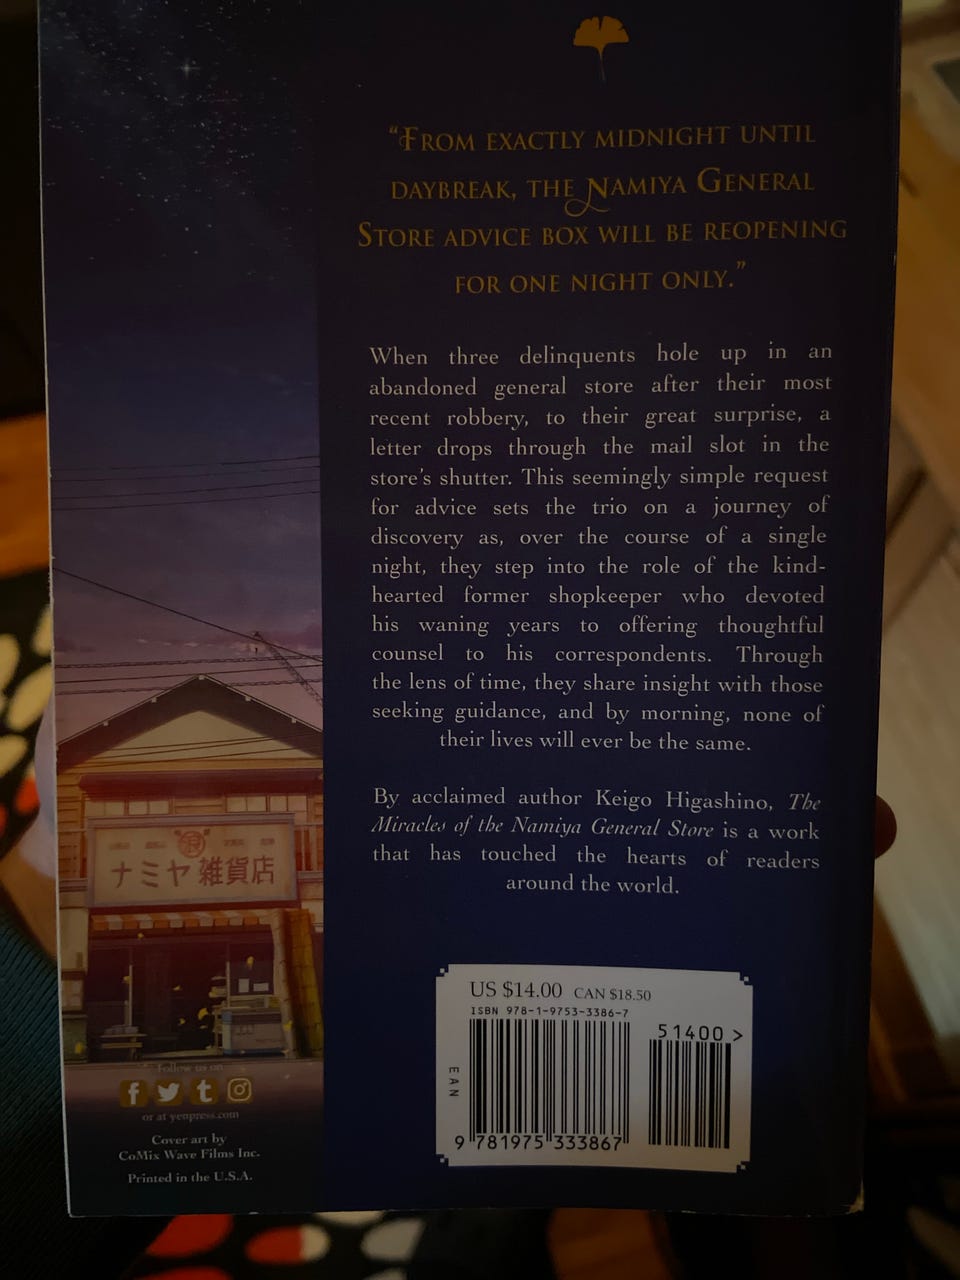 “From exactly midnight until
daybreak, the Namiya General
Store advice box will be reopening
for one night only.”
When three delinquents hole up in an
abandoned general store after their most
recent robbery, to their great surprise, a
letter drops through the mail slot in the
store’s shutter. This seemingly simple request
for advice sets the trio on a journey of
discovery as, over the course of a single
night, they step into the role of the kind-
hearted former shopkeeper who devoted
his waning years to offering thoughtful
counsel to his correspondents. Through
the lens of time, they share insight with those
seeking guidance, and by morning, none of
their lives will ever be the same.
By acclaimed author Keigo Higashino, The
Miracles of the Namiya General Store is a work
that has touched the hearts of readers
around the world.
ナミヤ 雑貨店
Follow us on
or at yenpress.com
Cover art by
CoMix Wave Films Inc.
Printed in the U.S.A.
US $14.00 CAN $18.50
ISBN 978-1-9753-3386-7
51400>
EAN
9 781975 333867